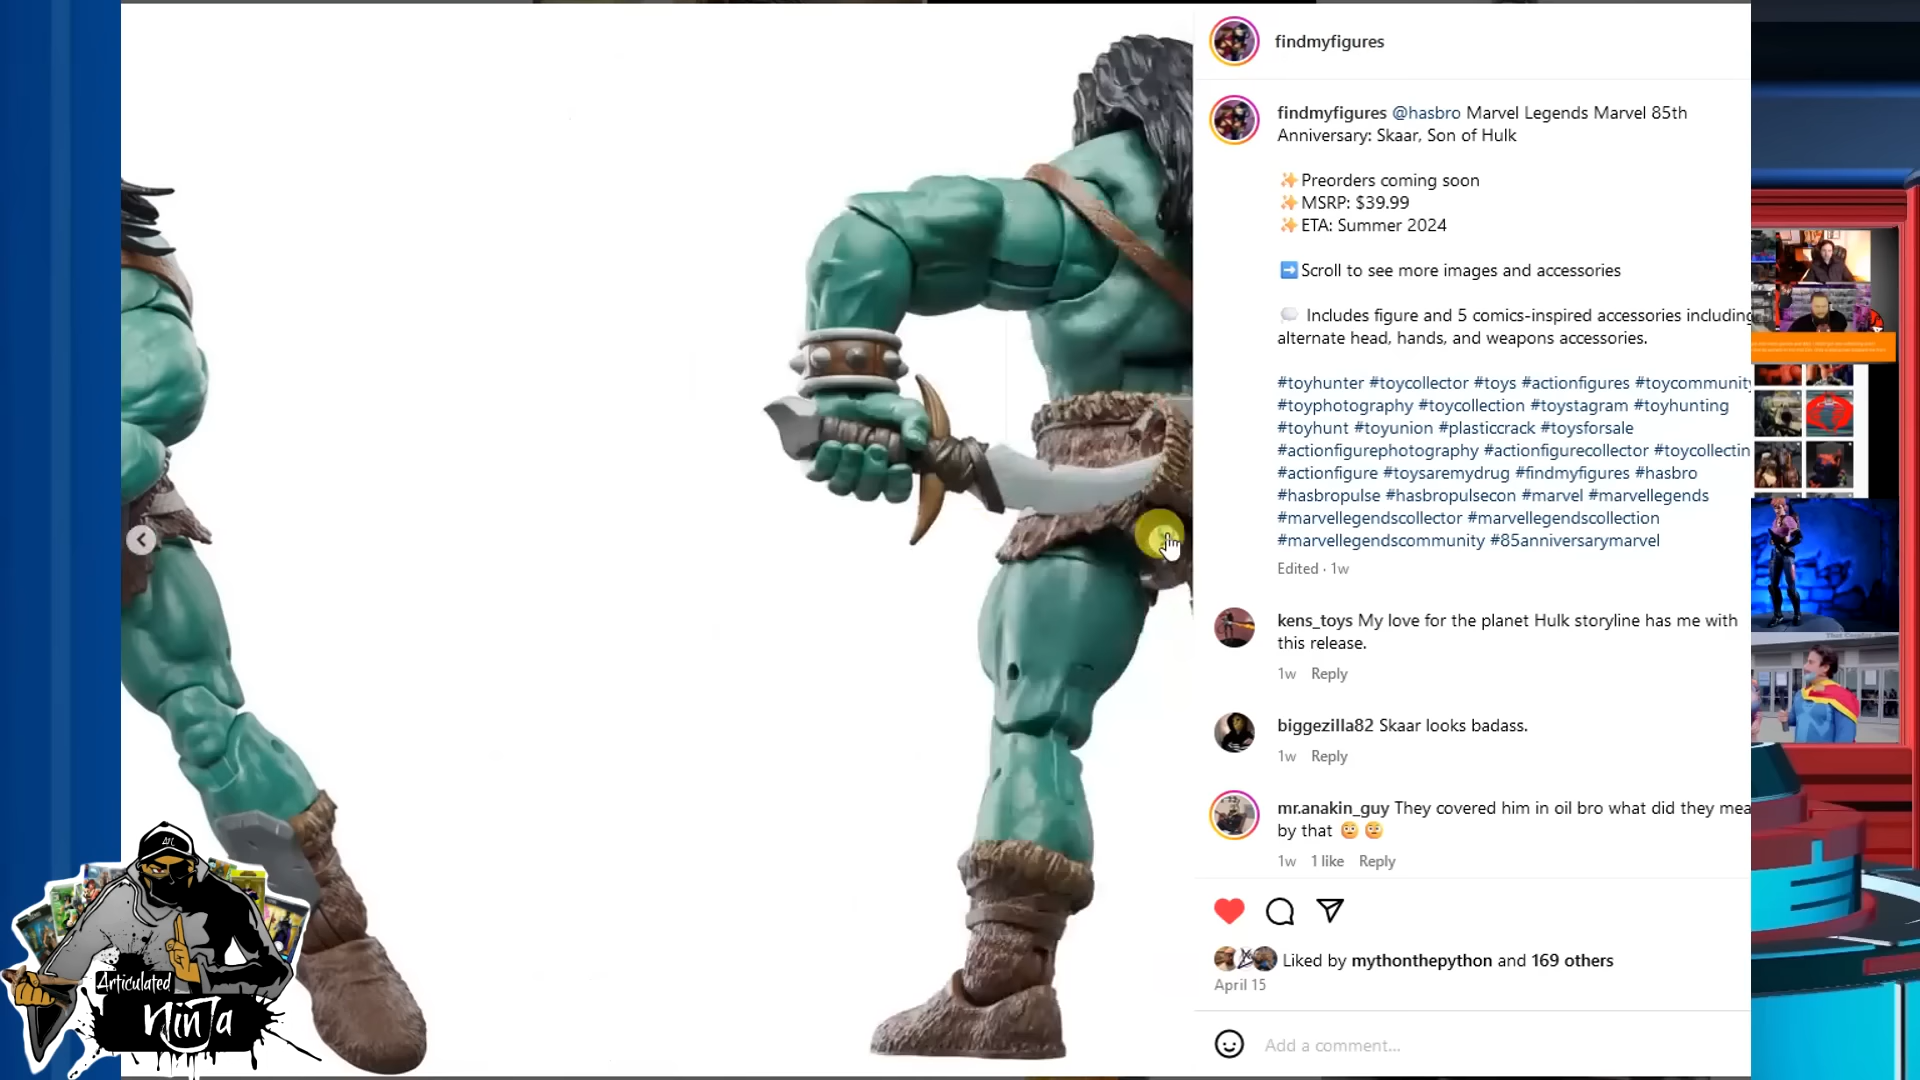 findmyfigures
findmyfigures @hasbro Marvel Legends Marvel 85th
Anniversary: Skaar, Son of Hulk
✨Preorders coming soon
✨MSRP: $39.99
✨ETA: Summer 2024
➡️Scroll to see more images and accessories
💭 Includes figure and 5 comics-inspired accessories including
alternate head, hands, and weapons accessories.
#toyhunter #toycollector #toys #actionfigures #toycommunity
#toyphotography #toycollection #toystagram #toyhunting
#toyhunt #toyunion #plasticcrack #toysforsale
#actionfigurephotography #actionfigurecollector #toycollectin
#actionfigure #toysaremydrug #findmyfigures #hasbro
#hasbropulse #hasbropulsecon #marvel #marvellegends
#marvellegendscollector #marvellegendscollection
#marvellegendscommunity #85anniversarymarvel
Edited · 1w
kens_toys My love for the planet Hulk storyline has me with
this release.
1w Reply
biggezilla82 Skaar looks badass.
1w Reply
mr.anakin_guy They covered him in oil bro what did they mea
by that 😳 😳
1w 1 like Reply
Liked by mythonthepython and 169 others
April 15
Add a comment...
Articulated
NinJa